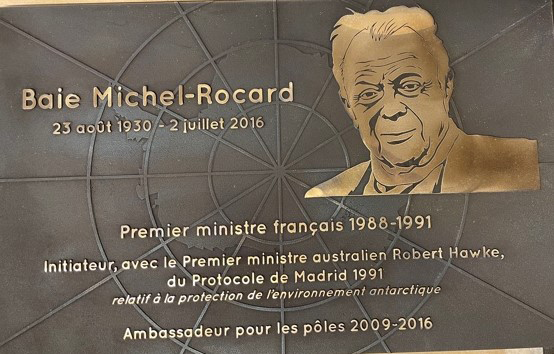 Baie Michel-Rocard
23 août 1930 - 2 juillet 2016
Premier ministre français 1988-1991
Initiateur, avec le Premier ministre australien Robert Hawke,
du Protocole de Madrid 1991
relatif à la protection de l'environnement antarctique
Ambassadeur pour les pôles 2009-2016